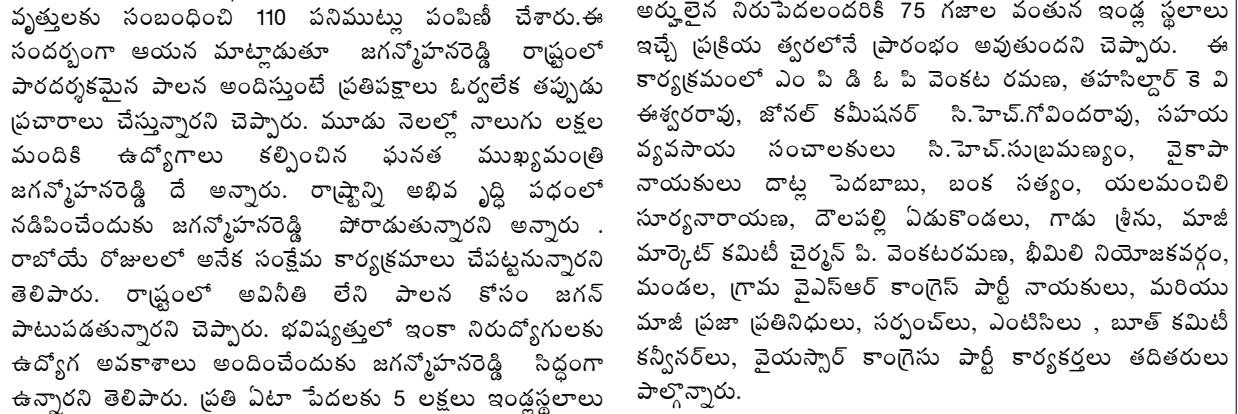 వృత్తులకు సంబంధించి 110 పనిముట్లు పంపిణీ చేశారు.ఈ
సందర్బంగా ఆయన మాట్లాడుతూ జగన్మోహనరెడ్డి రాష్ట్రంలో
పారదర్శకమైన పాలన అందిస్తుంటే ప్రతిపక్షాలు ఓర్వలేక తప్పుడు
ప్రచారాలు చేస్తున్నారని చెప్పారు. మూడు నెలల్లో నాలుగు లక్షల
మందికి ఉద్యోగాలు కల్పించిన ఘనత ముఖ్యమంత్రి
జగన్మోహనరెడ్డి దే అన్నారు. రాష్ట్రాన్ని అభివ ృద్ధి పధంలో
నడిపించేందుకు జగన్మోహనరెడ్డి పోరాడుతున్నారని అన్నారు .
రాబోయే రోజులలో అనేక సంక్షేమ కార్యక్రమాలు చేపట్టనున్నారని
తెలిపారు. రాష్ట్రంలో అవినీతి లేని పాలన కోసం జగన్
పాటుపడతున్నారని చెప్పారు. భవిష్యత్తులో ఇంకా నిరుద్యోగులకు
ఉద్యోగ అవకాశాలు అందించేందుకు జగన్మోహనరెడ్డి సిద్ధంగా
ఉన్నారని తెలిపారు. ప్రతి ఏటా పేదలకు 5 లక్షలు ఇండ్లస్థలాలు
అర్హులైన నిరుపేదలందరికి 75 గజాల వంతున ఇండ్ల స్థలాలు
ఇచ్చే ప్రక్రియ త్వరలోనే ప్రారంభం అవుతుందని చెప్పారు. ఈ
కార్యక్రమంలో ఎం పి డి ఓ పి వెంకట రమణ, తహసిల్దార్ కె వి
ఈశ్వరరావు, జోనల్ కమీషనర్ సి.హెచ్.గోవిందరావు, సహయ
వ్యవసాయ సంచాలకులు సి.హెచ్.సుబ్రమణ్యం, వైకాపా
నాయకులు దాట్ల పెదబాబు, బంక సత్యం, యలమంచిలి
సూర్యనారాయణ, దౌలపల్లి ఏడుకొండలు, గాడు శ్రీను, మాజీ
మార్కెట్ కమిటీ చైర్మన్ పి. వెంకటరమణ, భీమిలి నియోజకవర్గం,
మండల, గ్రామ వైఎస్ఆర్ కాంగ్రెస్ పార్టీ నాయకులు, మరియు
మాజీ ప్రజా ప్రతినిధులు, సర్పంచ్‌లు, ఎంటిసిలు , బూత్ కమిటీ
కన్వీనర్‌లు, వైయస్సార్ కాంగ్రెసు పార్టీ కార్యకర్తలు తదితరులు
పాల్గొన్నారు.